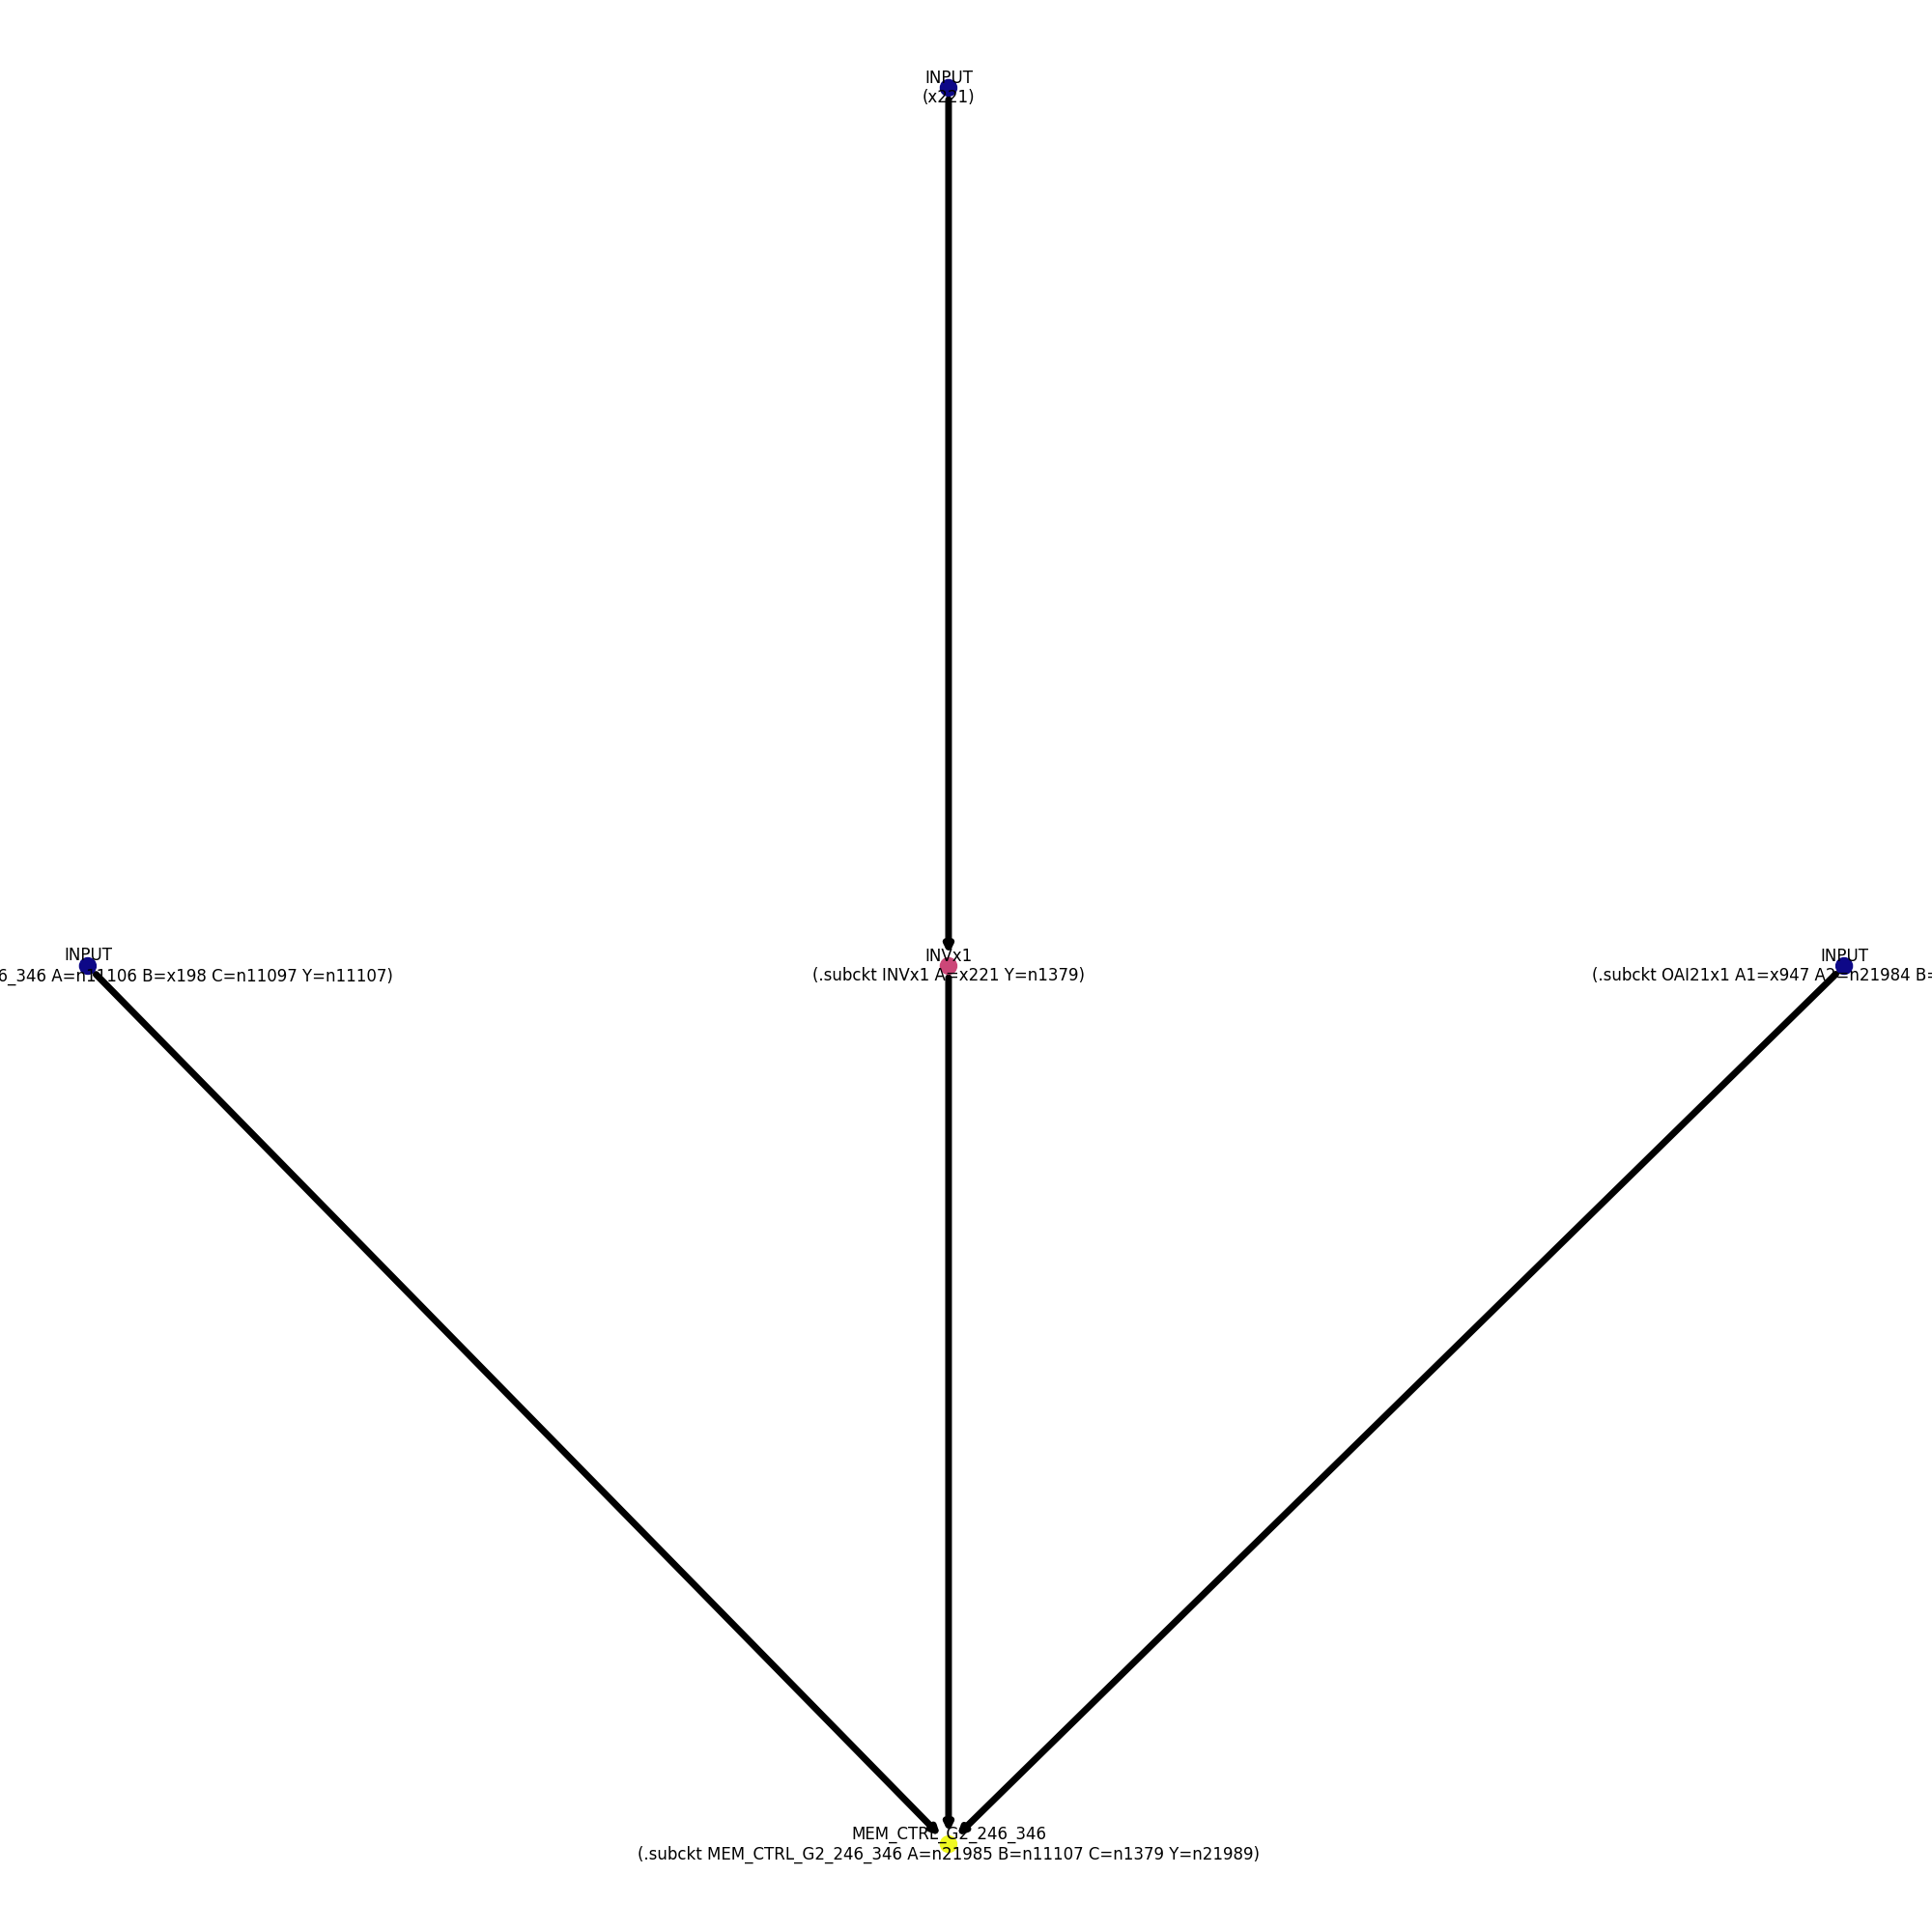 INPUT
(x221)
INPUT
6_346 A=n11106 B=x198 C=n11097 Y=n11107)
INVx1
(.subckt INVx1 A=x221 Y=n1379)
INPUT
(.subckt OAI21x1 A1=x947 A2=n21984 B=
MEM_CTRL_G2_246_346
(.subckt MEM_CTRL_G2_246_346 A=n21985 B=n11107 C=n1379 Y=n21989)